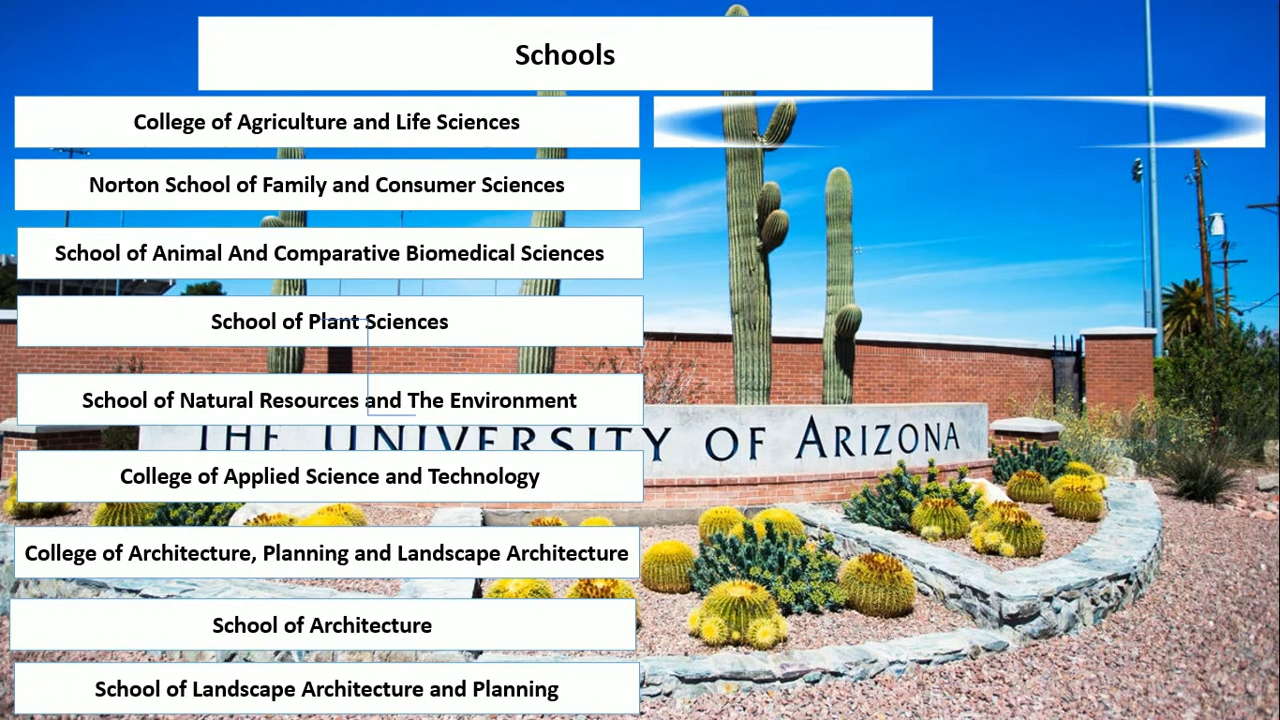 Schools
College of Agriculture and Life Sciences
Norton School of Family and Consumer Sciences
School of Animal And Comparative Biomedical Sciences
School of Plant Sciences
School of Natural Resources and The Environment
THE UNIVERSITY OF ARIZONA
College of Applied Science and Technology
College of Architecture, Planning and Landscape Architecture
School of Architecture
School of Landscape Architecture and Planning